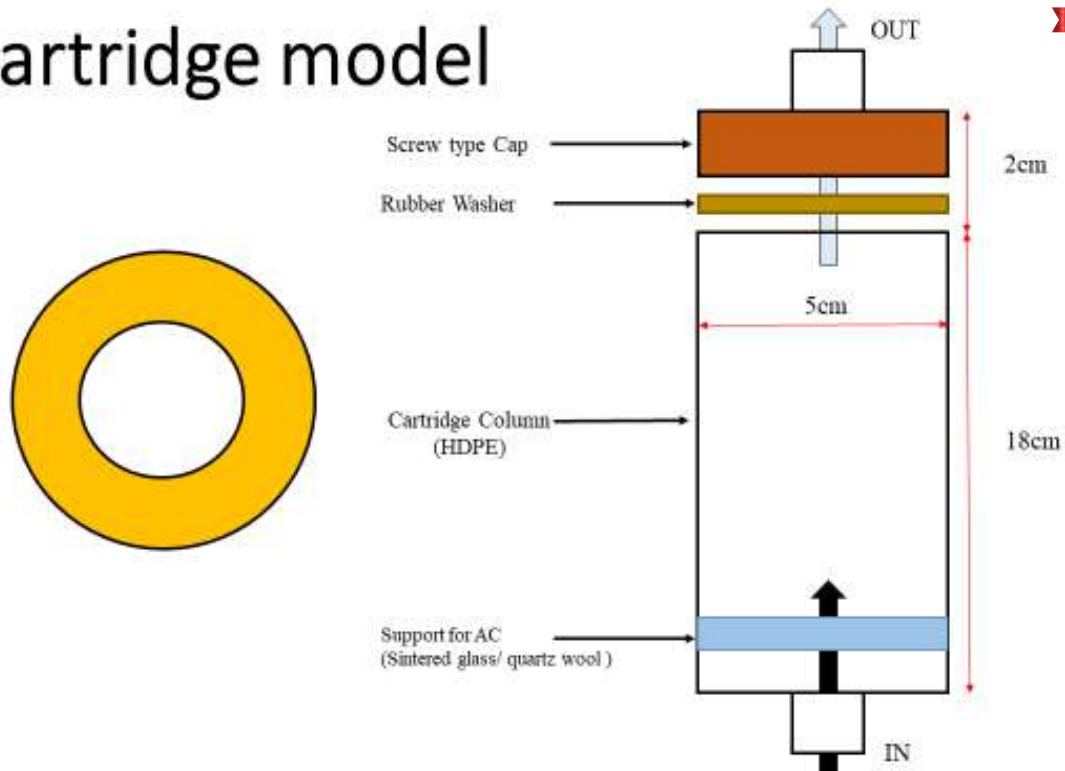 artridge model
OUT
Screw type Cap
2cm
Rubber Washer
5cm
Cartridge Column
(HDPE)
18cm
Support for AC
(Sintered glass/ quartz wool )
IN